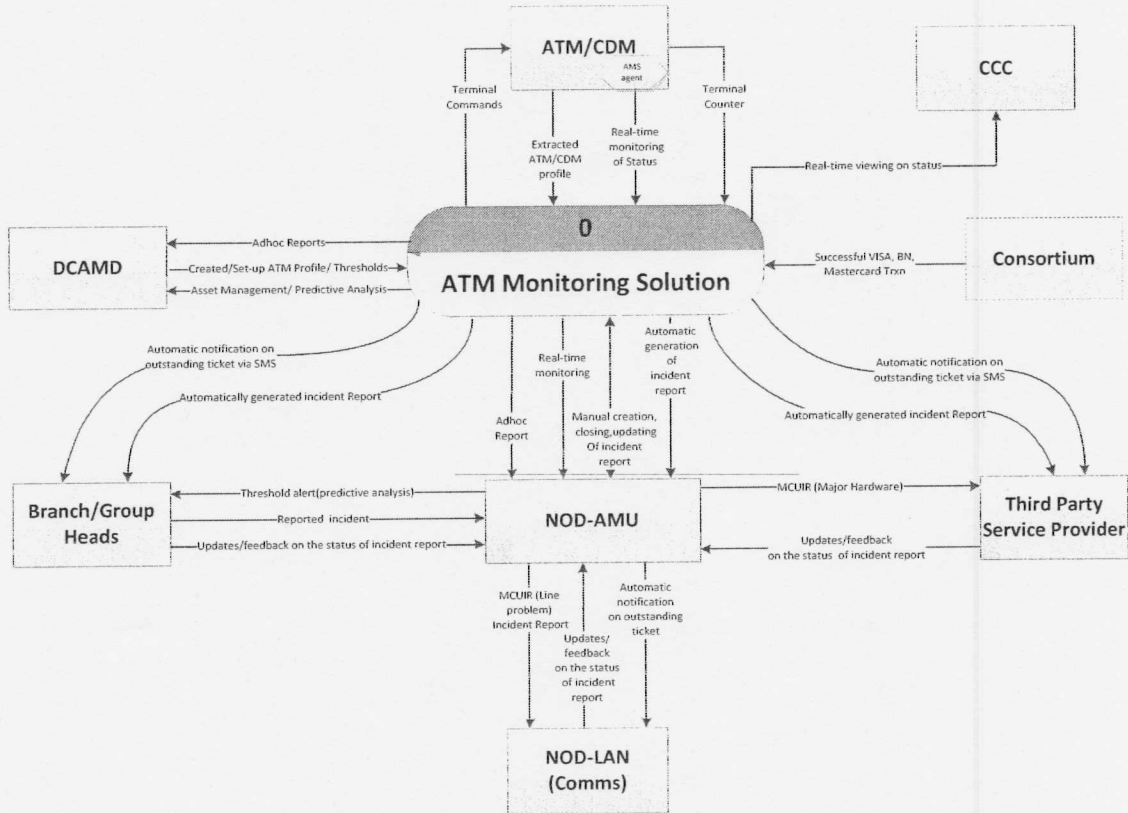 ATM/CDM
AMS
agent
CCC
Terminal
Commands
Terminal
Counter
Extracted
ATM/CDM
profile
Real-time
monitoring
of Status
Real-time viewing on status
0
ATM Monitoring Solution
DCAMD
Adhoc Reports
Created/Set-up ATM Profile/ Thresholds
Asset Management/ Predictive Analysis
Successful VISA, BN,
Mastercard Trxn
Consortium
Automatic notification on
outstanding ticket via SMS
Automatically generated incident Report
Adhoc
Report
Real-time
monitoring
Manual creation,
closing,updating
Of incident
report
Automatic
generation
of
incident
report
Automatic notification on
outstanding ticket via SMS
Automatically generated incident Report
Branch/Group
Heads
Threshold alert(predictive analysis)
Reported incident
Updates/feedback on the status of incident report
NOD-AMU
MCUIR (Major Hardware)
Updates/feedback
on the status of incident report
Third Party
Service Provider
MCUIR (Line
problem)
Incident Report
Updates/
feedback
on the status
of incident
report
Automatic
notification
on outstanding
ticket
NOD-LAN
(Comms)